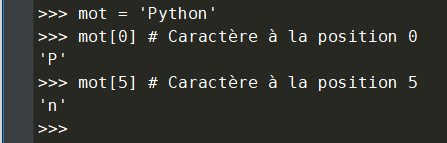 >>> mot = 'Python'
>>> mot[0] # Caractère à la position 0
'P'
>>> mot[5] # Caractère à la position 5
'n'
>>>